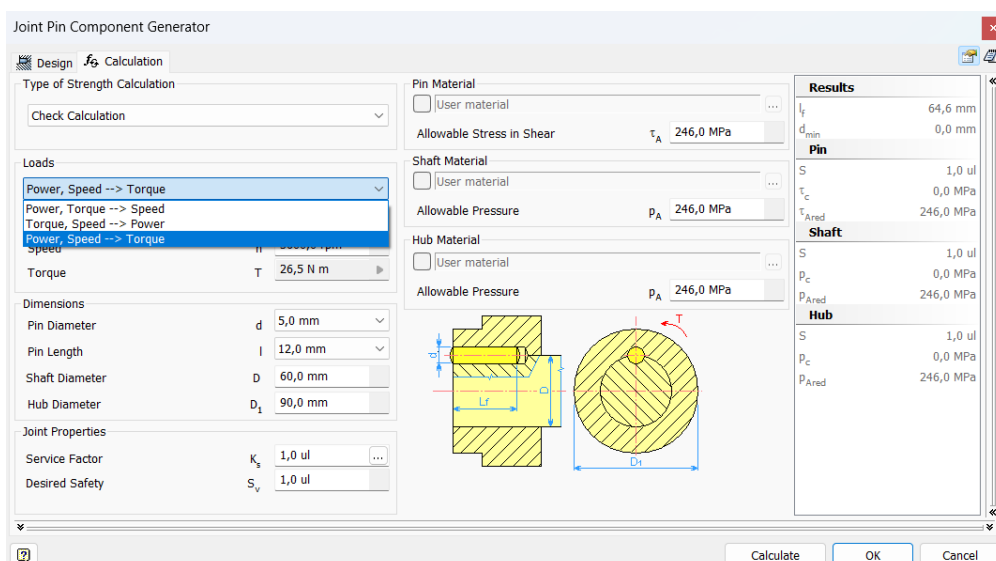 Joint Pin Component Generator
Design
fG Calculation
Type of Strength Calculation
Check Calculation
Loads
Power, Speed --> Torque
Power, Torque --> Speed
Torque, Speed --> Power
Power, Speed --> Torque
Speed n
Torque T 26,5 N m
Dimensions
Pin Diameter d 5,0 mm
Pin Length l 12,0 mm
Shaft Diameter D 60,0 mm
Hub Diameter D1 90,0 mm
Joint Properties
Service Factor Ks 1,0 ul ...
Desired Safety Sv 1,0 ul
Pin Material
User material ...
Allowable Stress in Shear τA 246,0 MPa
Shaft Material
User material ...
Allowable Pressure pA 246,0 MPa
Hub Material
User material ...
Allowable Pressure pA 246,0 MPa
T
d
D
Lf
D1
Results
lf 64,6 mm
dmin 0,0 mm
Pin
S 1,0 ul
τc 0,0 MPa
τAred 246,0 MPa
Shaft
S 1,0 ul
pc 0,0 MPa
pAred 246,0 MPa
Hub
S 1,0 ul
pc 0,0 MPa
pAred 246,0 MPa
Calculate
OK
Cancel